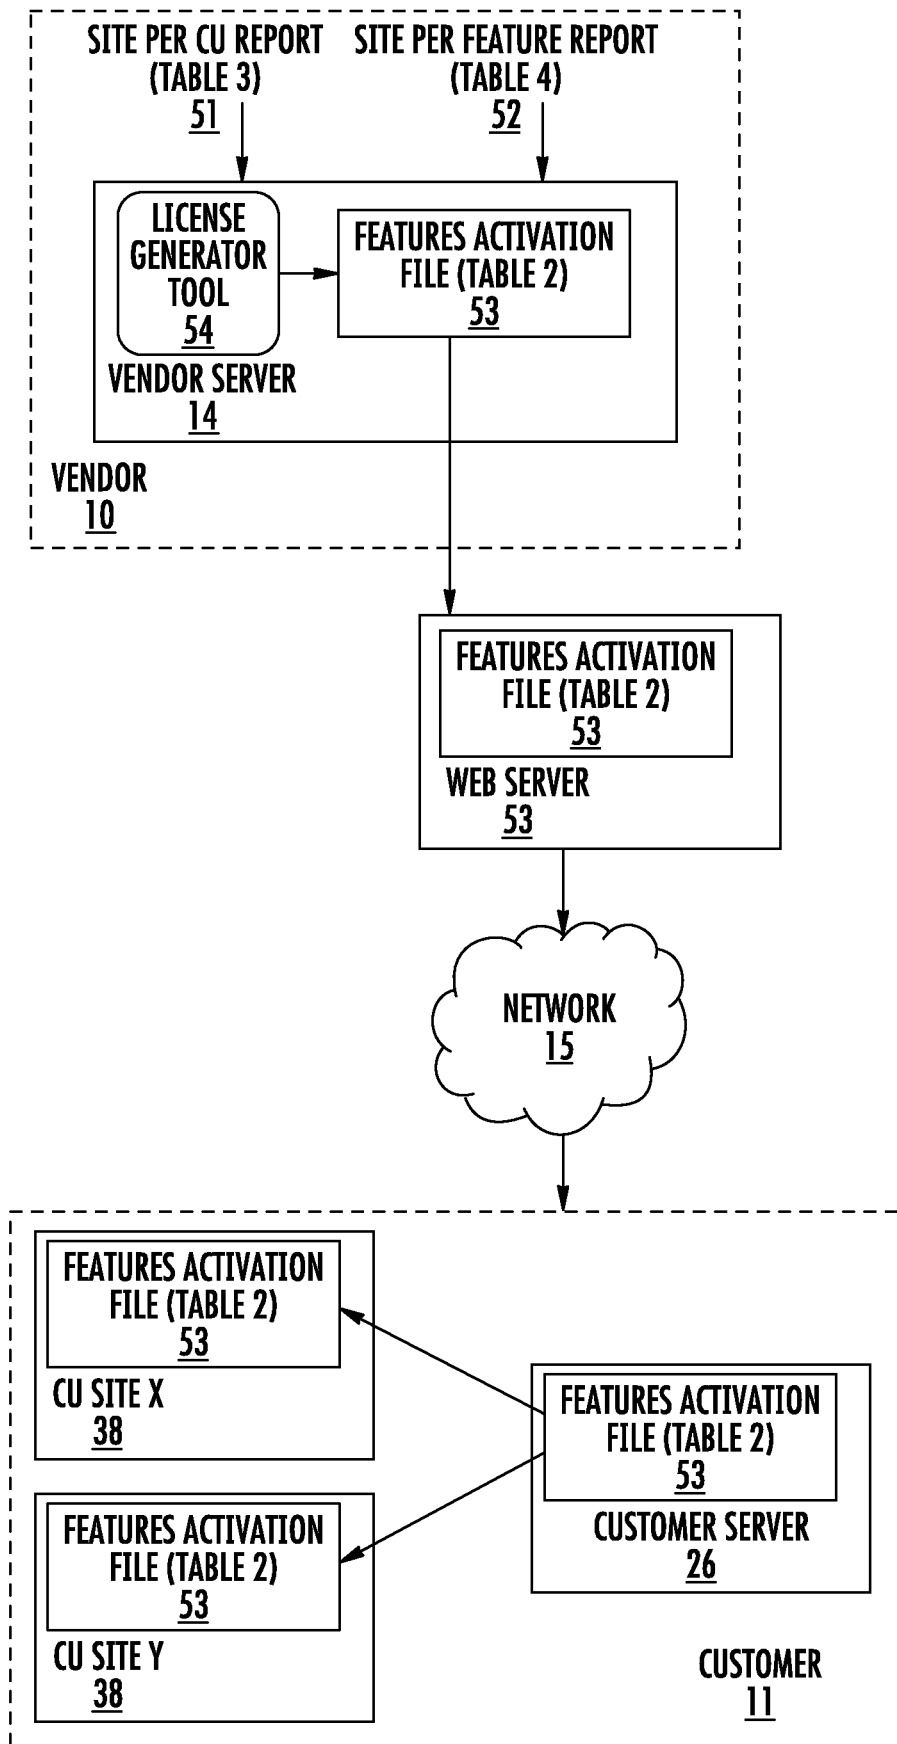 SITE PER CU REPORT
(TABLE 3)
51
SITE PER FEATURE REPORT
(TABLE 4)
52
LICENSE
GENERATOR
TOOL
54
FEATURES ACTIVATION
FILE (TABLE 2)
53
VENDOR SERVER
14
VENDOR
10
FEATURES ACTIVATION
FILE (TABLE 2)
53
WEB SERVER
53
NETWORK
15
FEATURES ACTIVATION
FILE (TABLE 2)
53
CU SITE X
38
FEATURES ACTIVATION
FILE (TABLE 2)
53
CUSTOMER SERVER
26
FEATURES ACTIVATION
FILE (TABLE 2)
53
CU SITE Y
38
CUSTOMER
11